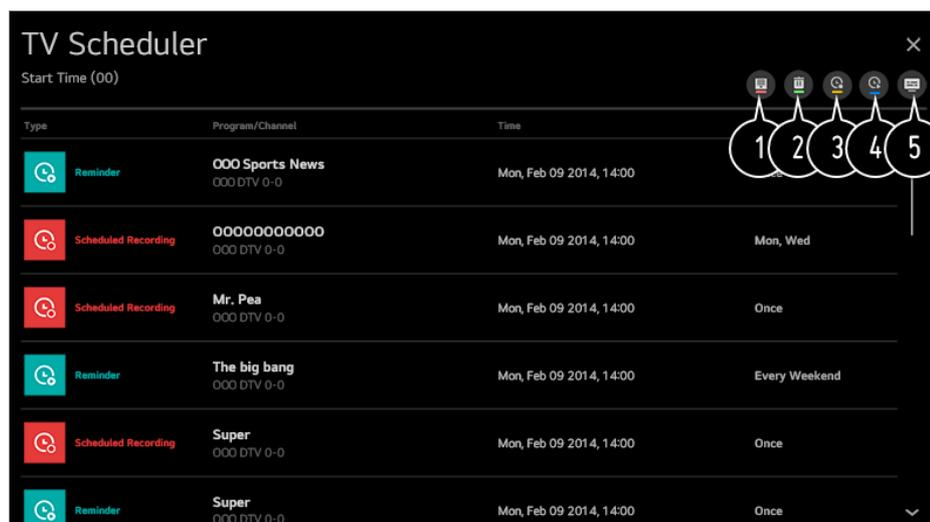 TV Scheduler
Start Time (00)
1 2 3 4 5
Type Program/Channel Time
Reminder OOO Sports News Mon, Feb 09 2014, 14:00
OOO DTV 0-0
Scheduled Recording OOOOOOOOOOO Mon, Feb 09 2014, 14:00 Mon, Wed
OOO DTV 0-0
Scheduled Recording Mr. Pea Mon, Feb 09 2014, 14:00 Once
OOO DTV 0-0
Reminder The big bang Mon, Feb 09 2014, 14:00 Every Weekend
OOO DTV 0-0
Scheduled Recording Super Mon, Feb 09 2014, 14:00 Once
OOO DTV 0-0
Reminder Super Mon, Feb 09 2014, 14:00 Once
OOO DTV 0-0